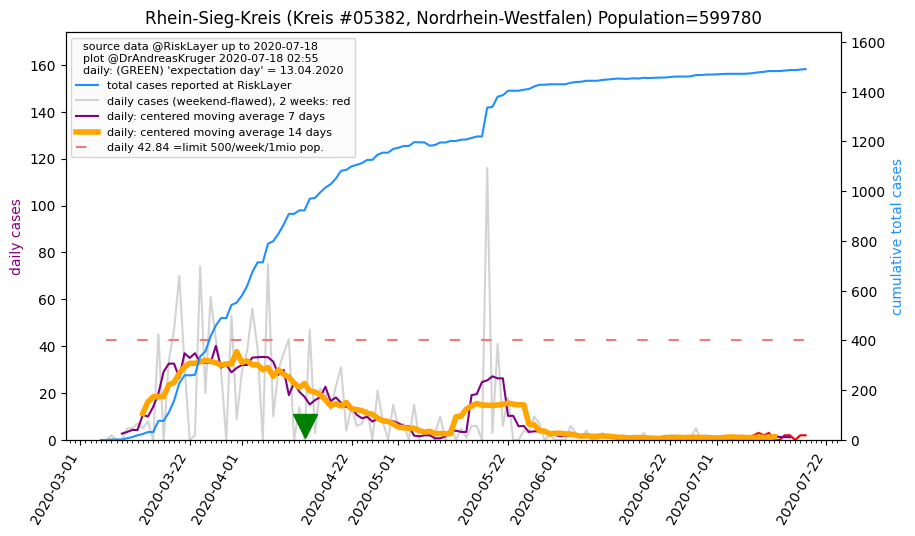 Rhein-Sieg-Kreis (Kreis #05382, Nordrhein-Westfalen) Population=599780
source data @RiskLayer up to 2020-07-18
plot @DrAndreasKruger 2020-07-18 02:55
daily: (GREEN) 'expectation day' = 13.04.2020
total cases reported at RiskLayer
daily cases (weekend-flawed), 2 weeks: red
daily: centered moving average 7 days
daily: centered moving average 14 days
daily 42.84 =limit 500/week/1mio pop.
daily cases
160
140
120
100
80
60
40
20
0
cumulative total cases
1600
1400
1200
1000
800
600
400
200
0
2020-03-01
2020-03-22
2020-04-01
2020-04-22
2020-05-01
2020-05-22
2020-06-01
2020-06-22
2020-07-01
2020-07-22